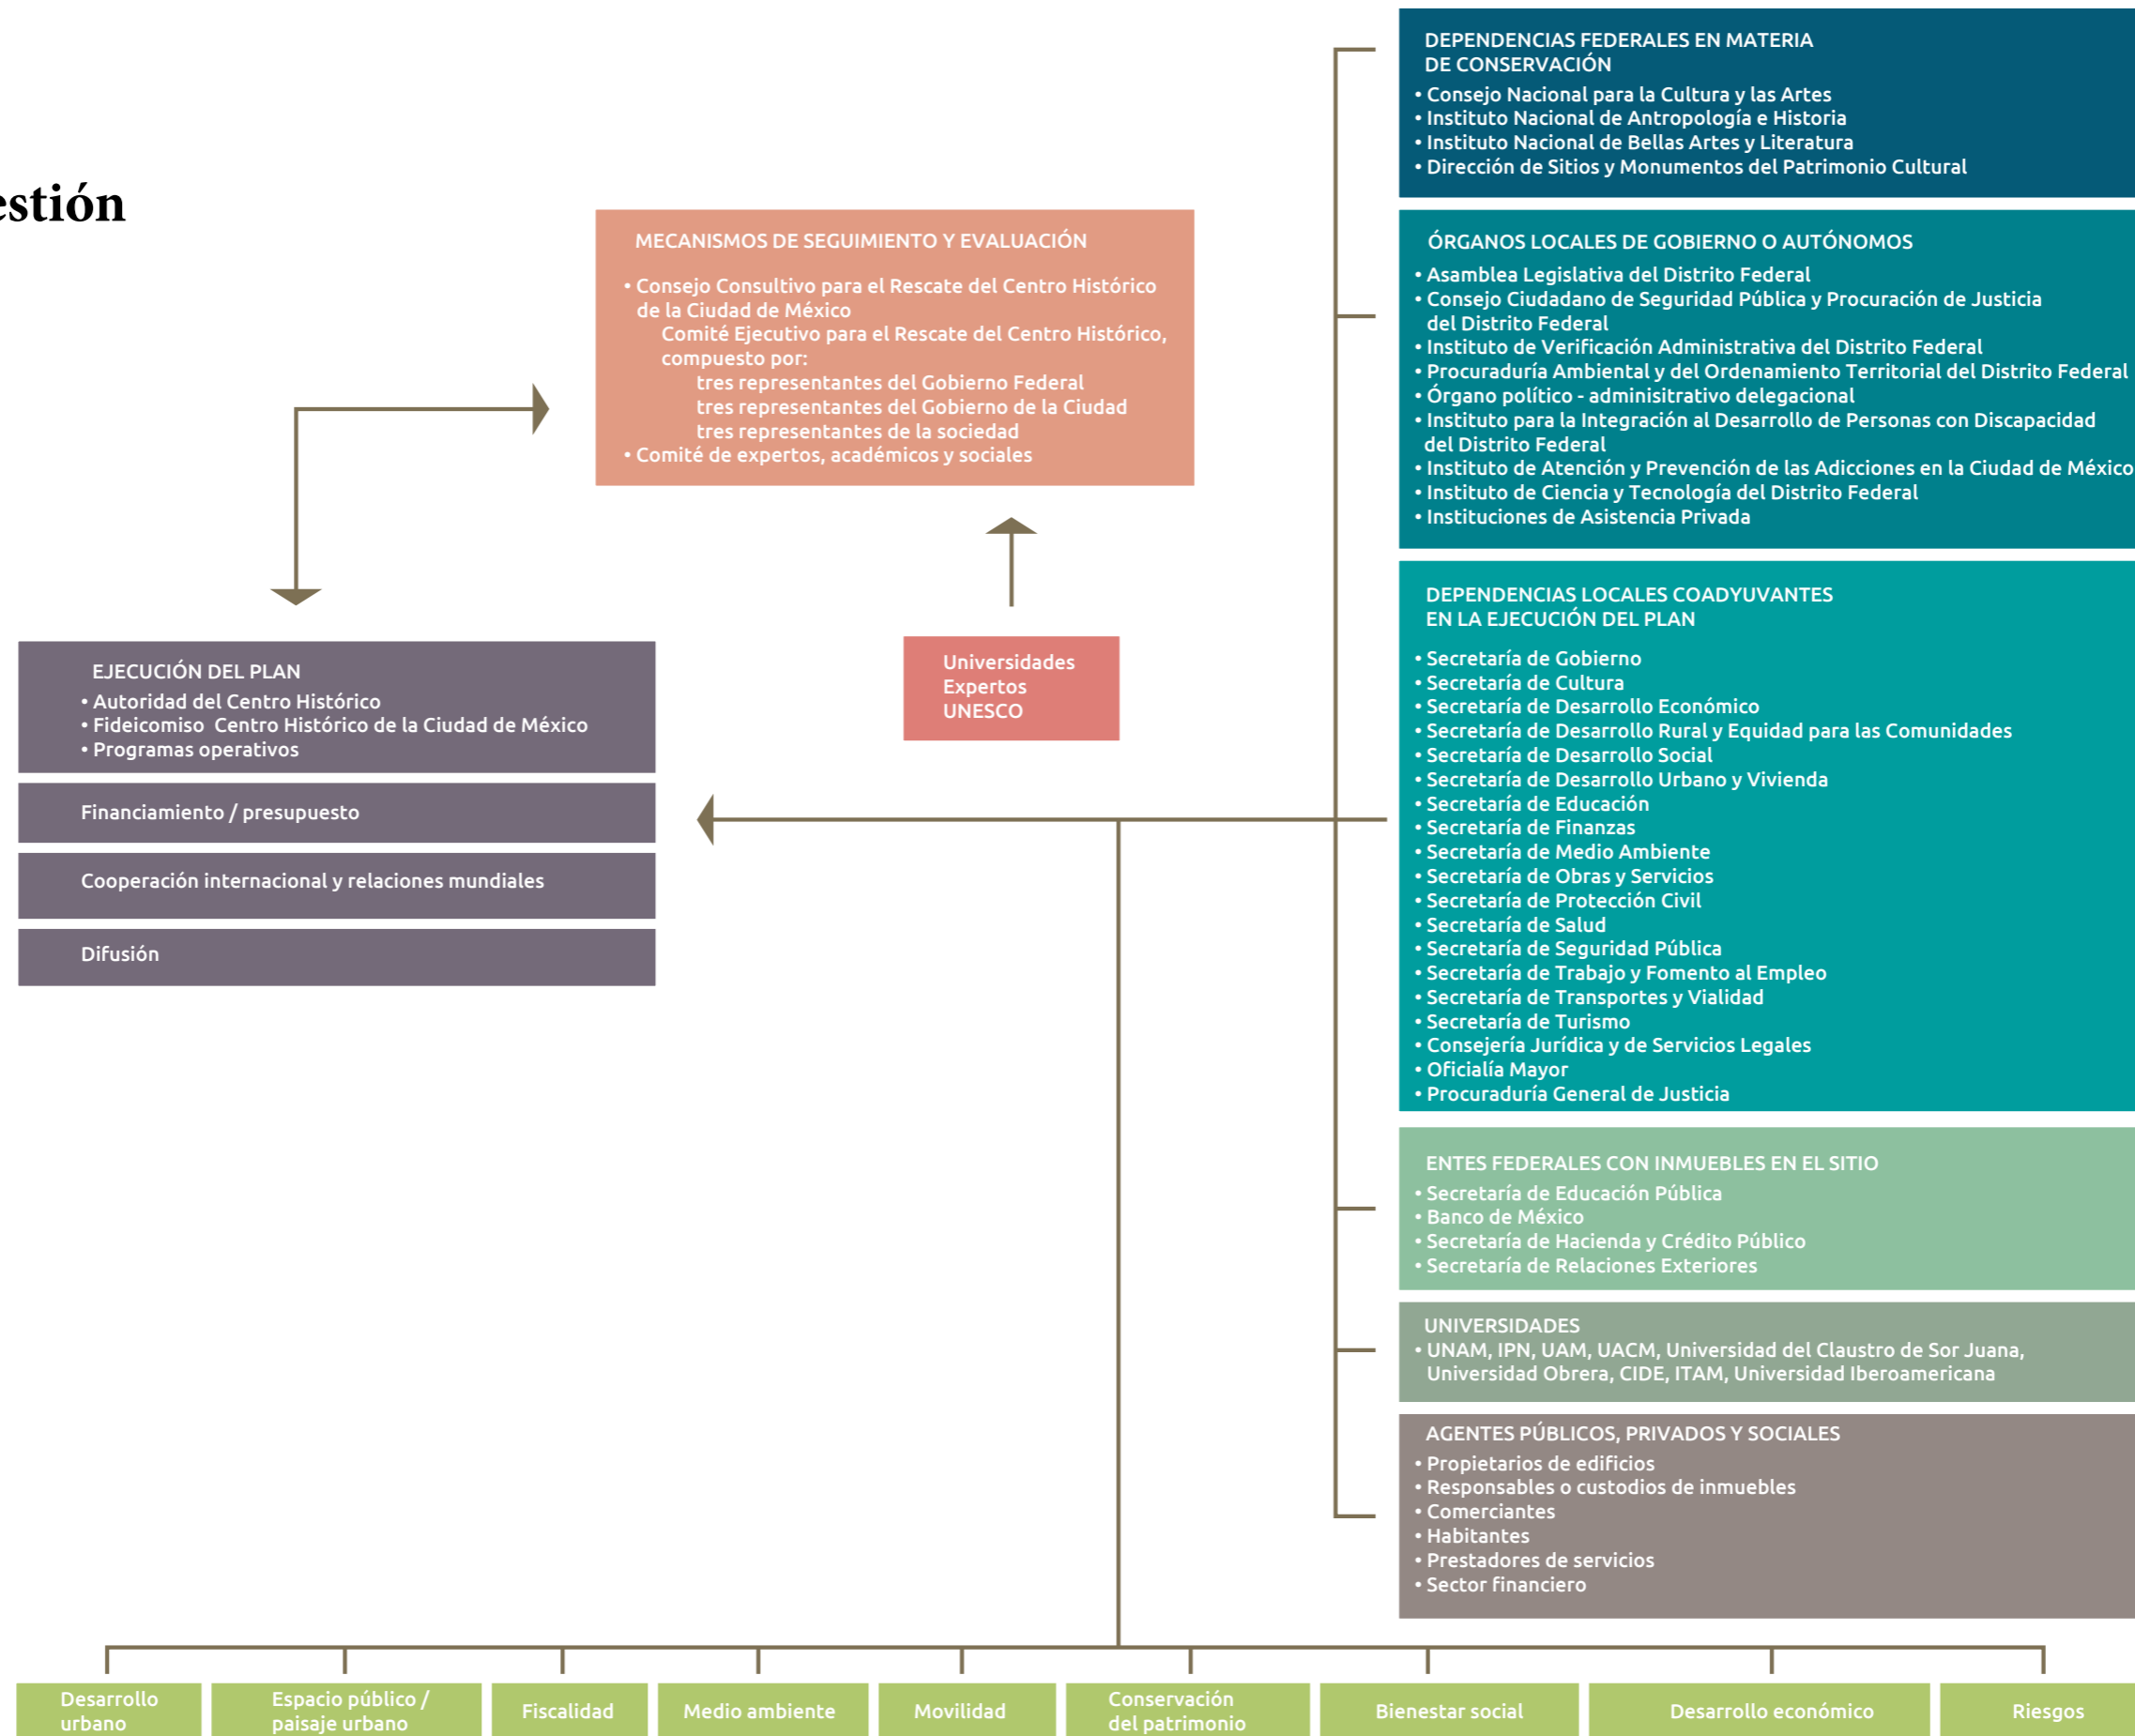 estión
MECANISMOS DE SEGUIMIENTO Y EVALUACIÓN
• Consejo Consultivo para el Rescate del Centro Histórico
de la Ciudad de México
Comité Ejecutivo para el Rescate del Centro Histórico,
compuesto por:
tres representantes del Gobierno Federal
tres representantes del Gobierno de la Ciudad
tres representantes de la sociedad
• Comité de expertos, académicos y sociales
Universidades
Expertos
UNESCO
EJECUCIÓN DEL PLAN
• Autoridad del Centro Histórico
• Fideicomiso Centro Histórico de la Ciudad de México
• Programas operativos
Financiamiento / presupuesto
Cooperación internacional y relaciones mundiales
Difusión
DEPENDENCIAS FEDERALES EN MATERIA
DE CONSERVACIÓN
• Consejo Nacional para la Cultura y las Artes
• Instituto Nacional de Antropología e Historia
• Instituto Nacional de Bellas Artes y Literatura
• Dirección de Sitios y Monumentos del Patrimonio Cultural
ÓRGANOS LOCALES DE GOBIERNO O AUTÓNOMOS
• Asamblea Legislativa del Distrito Federal
• Consejo Ciudadano de Seguridad Pública y Procuración de Justicia
del Distrito Federal
• Instituto de Verificación Administrativa del Distrito Federal
• Procuraduría Ambiental y del Ordenamiento Territorial del Distrito Federal
• Órgano político - adminisitrativo delegacional
• Instituto para la Integración al Desarrollo de Personas con Discapacidad
del Distrito Federal
• Instituto de Atención y Prevención de las Adicciones en la Ciudad de México
• Instituto de Ciencia y Tecnología del Distrito Federal
• Instituciones de Asistencia Privada
DEPENDENCIAS LOCALES COADYUVANTES
EN LA EJECUCIÓN DEL PLAN
• Secretaría de Gobierno
• Secretaría de Cultura
• Secretaría de Desarrollo Económico
• Secretaría de Desarrollo Rural y Equidad para las Comunidades
• Secretaría de Desarrollo Social
• Secretaría de Desarrollo Urbano y Vivienda
• Secretaría de Educación
• Secretaría de Finanzas
• Secretaría de Medio Ambiente
• Secretaría de Obras y Servicios
• Secretaría de Protección Civil
• Secretaría de Salud
• Secretaría de Seguridad Pública
• Secretaría de Trabajo y Fomento al Empleo
• Secretaría de Transportes y Vialidad
• Secretaría de Turismo
• Consejería Jurídica y de Servicios Legales
• Oficialía Mayor
• Procuraduría General de Justicia
ENTES FEDERALES CON INMUEBLES EN EL SITIO
• Secretaría de Educación Pública
• Banco de México
• Secretaría de Hacienda y Crédito Público
• Secretaría de Relaciones Exteriores
UNIVERSIDADES
• UNAM, IPN, UAM, UACM, Universidad del Claustro de Sor Juana,
Universidad Obrera, CIDE, ITAM, Universidad Iberoamericana
AGENTES PÚBLICOS, PRIVADOS Y SOCIALES
• Propietarios de edificios
• Responsables o custodios de inmuebles
• Comerciantes
• Habitantes
• Prestadores de servicios
• Sector financiero
Desarrollo
urbano
Espacio público /
paisaje urbano
Fiscalidad
Medio ambiente
Movilidad
Conservación
del patrimonio
Bienestar social
Desarrollo económico
Riesgos